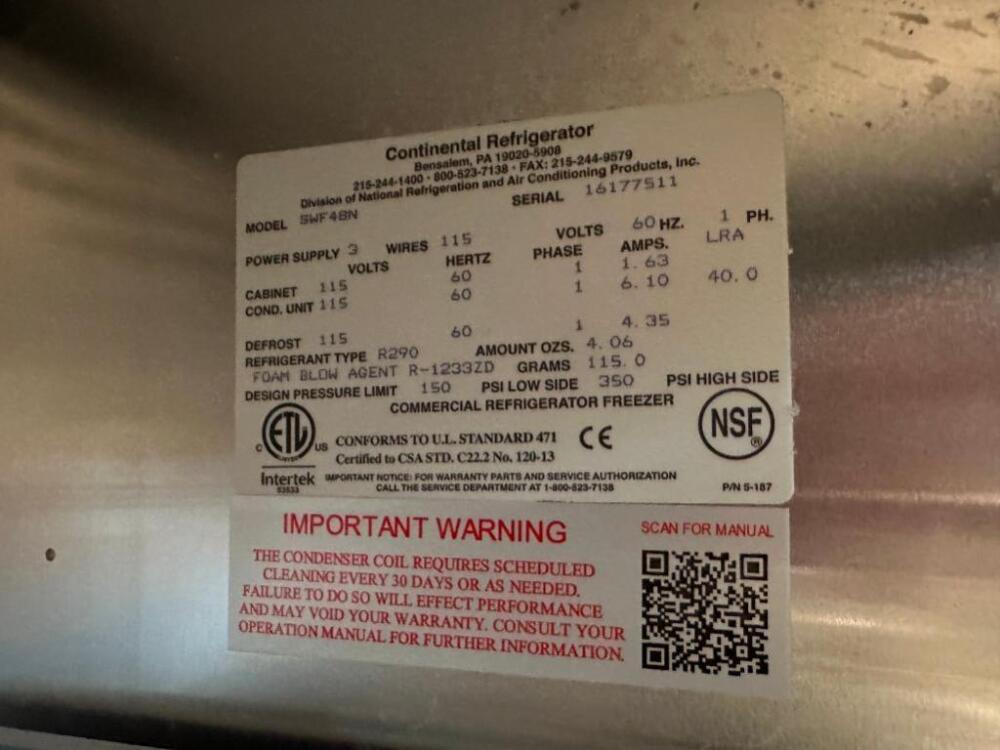 Continental Refrigerator
Bensalem, PA 19020-5908
215-244-1400 • 800-523-7138 • FAX: 215-244-9579
Division of National Refrigeration and Air Conditioning Products, Inc.
MODEL SWF48N SERIAL 16177511
POWER SUPPLY 3 WIRES 115 VOLTS 60 HZ. 1 PH.
VOLTS HERTZ PHASE AMPS. LRA
CABINET 115 60 1 1.63
COND. UNIT 115 60 1 6.10 40.0
DEFROST 115 60 1 4.35
REFRIGERANT TYPE R290 AMOUNT OZS. 4.06
FOAM BLOW AGENT R-1233ZD GRAMS 115.0
DESIGN PRESSURE LIMIT 150 PSI LOW SIDE 350 PSI HIGH SIDE
COMMERCIAL REFRIGERATOR FREEZER
C ETL US
CONFORMS TO U.L. STANDARD 471 CE
Certified to CSA STD. C22.2 No. 120-13
NSF®
Intertek
IMPORTANT NOTICE: FOR WARRANTY PARTS AND SERVICE AUTHORIZATION
CALL THE SERVICE DEPARTMENT AT 1-800-523-7138
P/N 5-187
IMPORTANT WARNING
THE CONDENSER COIL REQUIRES SCHEDULED
CLEANING EVERY 30 DAYS OR AS NEEDED.
FAILURE TO DO SO WILL EFFECT PERFORMANCE
AND MAY VOID YOUR WARRANTY. CONSULT YOUR
OPERATION MANUAL FOR FURTHER INFORMATION.
SCAN FOR MANUAL